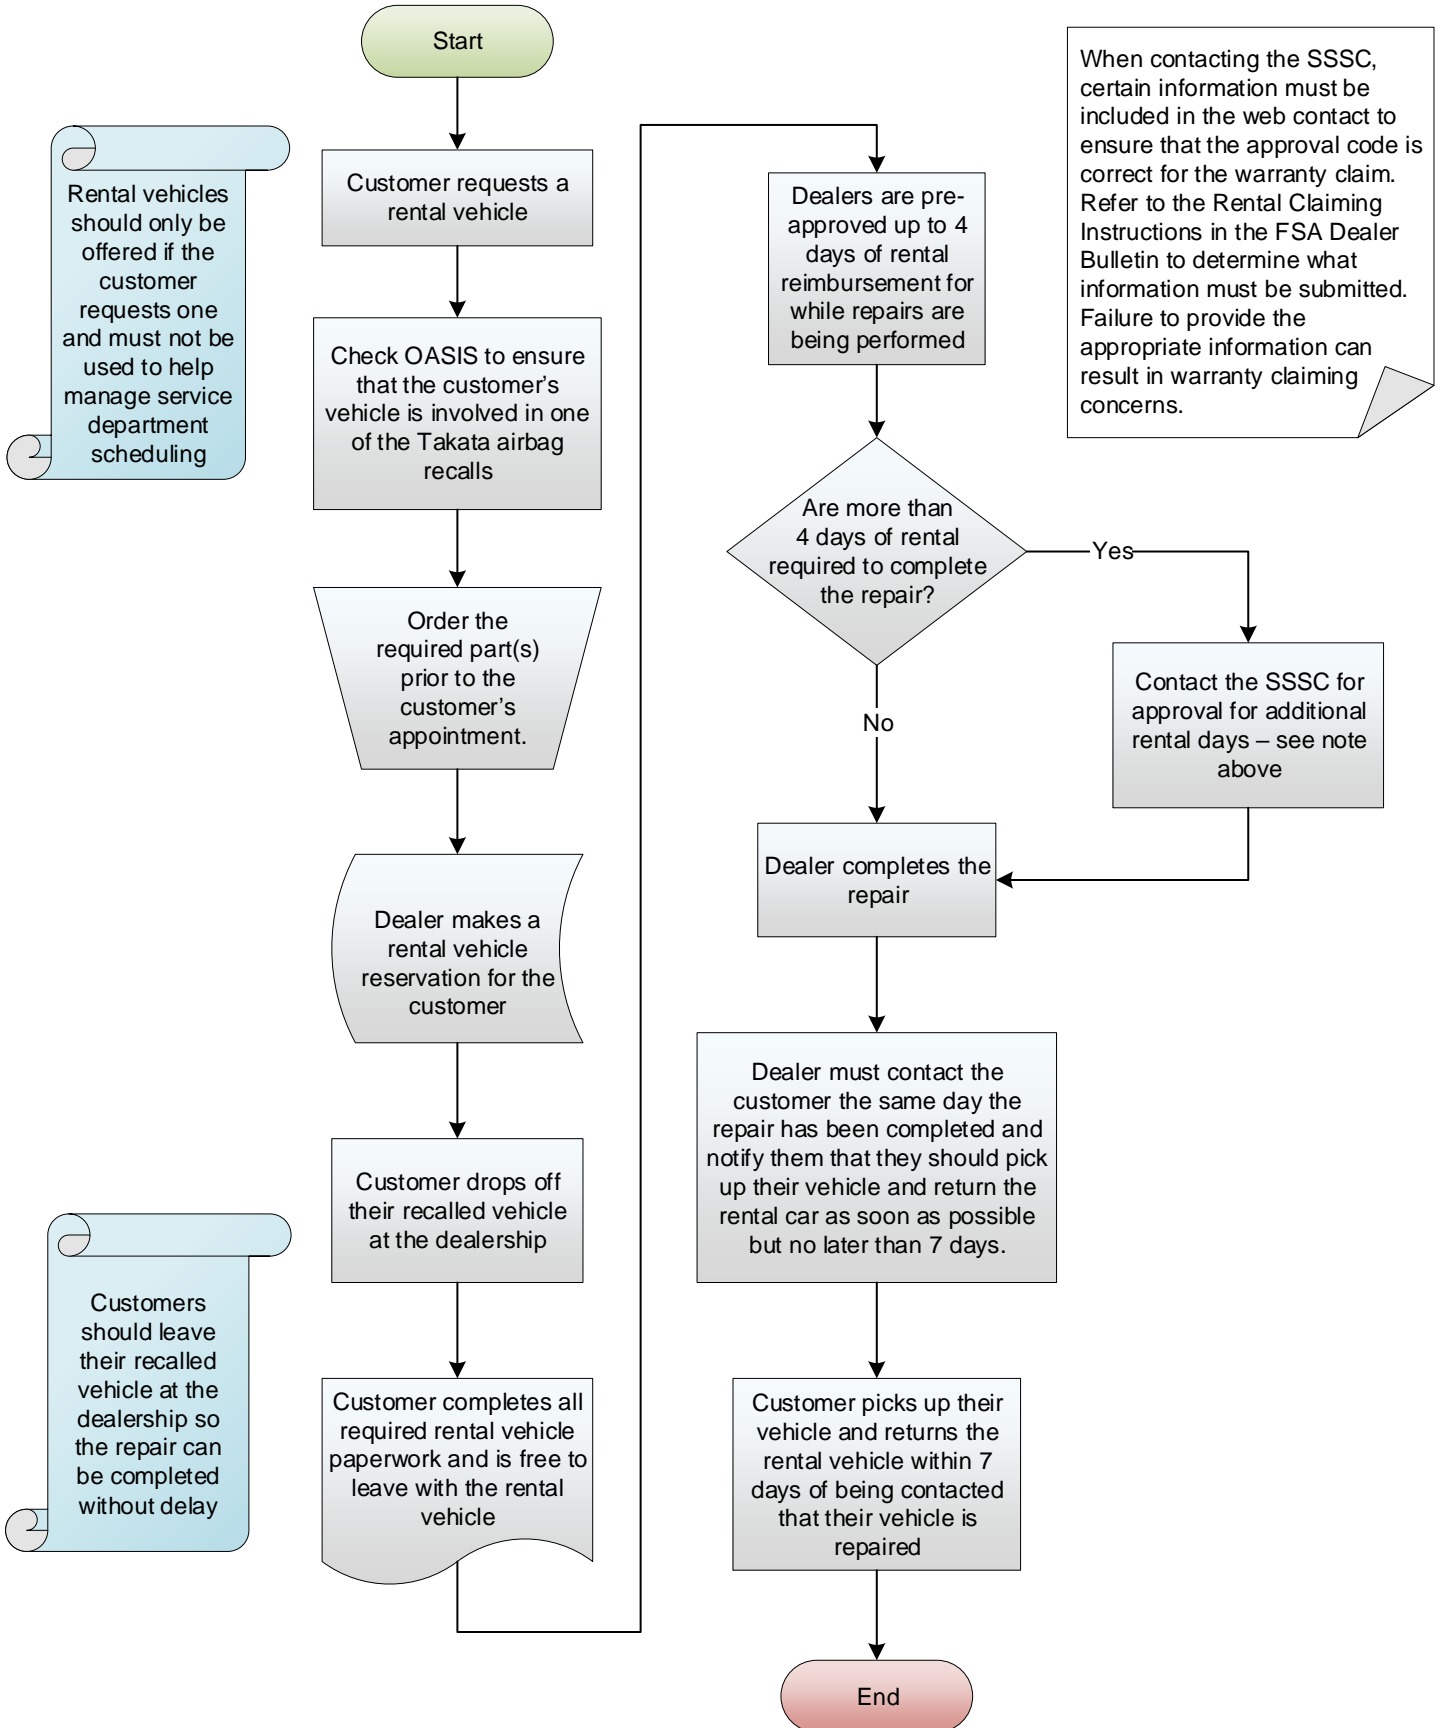 Start
Customer requests a
rental vehicle
Rental vehicles
should only be
offered if the
customer
requests one
and must not be
used to help
manage service
department
scheduling
Check OASIS to ensure
that the customer’s
vehicle is involved in one
of the Takata airbag
recalls
Order the
required part(s)
prior to the
customer’s
appointment.
Dealer makes a
rental vehicle
reservation for the
customer
Customer drops off
their recalled vehicle
at the dealership
Customers
should leave
their recalled
vehicle at the
dealership so
the repair can
be completed
without delay
Customer completes all
required rental vehicle
paperwork and is free to
leave with the rental
vehicle
Dealers are pre-
approved up to 4
days of rental
reimbursement for
while repairs are
being performed
When contacting the SSSC,
certain information must be
included in the web contact to
ensure that the approval code is
correct for the warranty claim.
Refer to the Rental Claiming
Instructions in the FSA Dealer
Bulletin to determine what
information must be submitted.
Failure to provide the
appropriate information can
result in warranty claiming
concerns.
Are more than
4 days of rental
required to complete
the repair?
Yes
Contact the SSSC for
approval for additional
rental days – see note
above
No
Dealer completes the
repair
Dealer must contact the
customer the same day the
repair has been completed and
notify them that they should pick
up their vehicle and return the
rental car as soon as possible
but no later than 7 days.
Customer picks up their
vehicle and returns the
rental vehicle within 7
days of being contacted
that their vehicle is
repaired
End